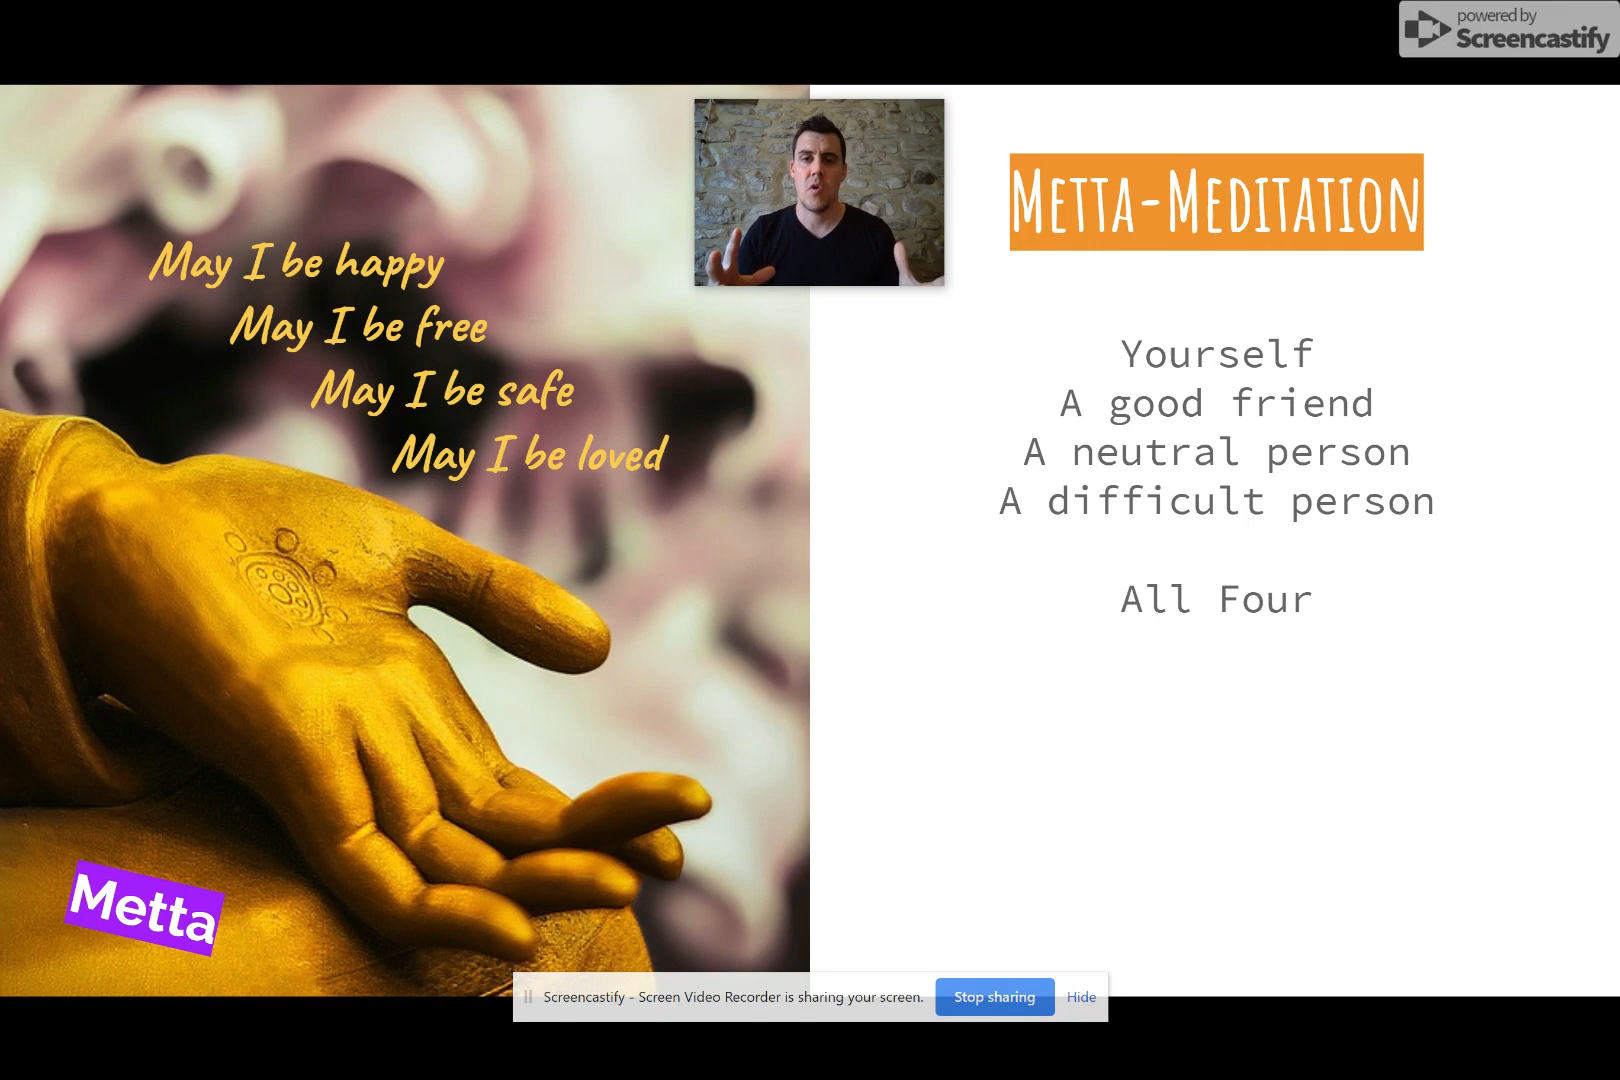 powered by
Screencastify
May I be happy
May I be free
May I be safe
May I be loved
Metta
Metta-Meditation
Yourself
A good friend
A neutral person
A difficult person
All Four
Screencastify - Screen Video Recorder is sharing your screen.
Stop sharing
Hide